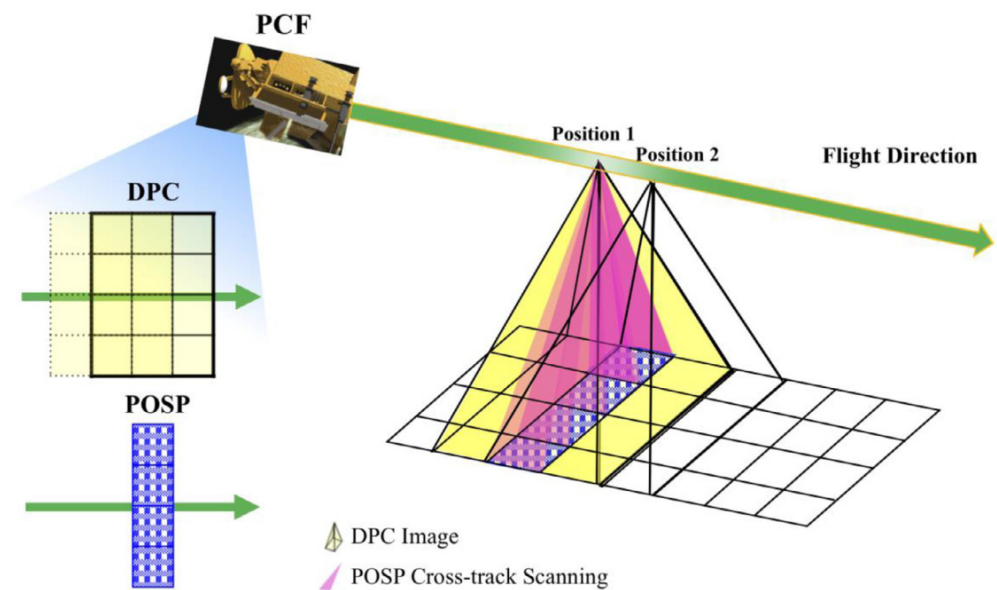 PCF
Position 1
Position 2
Flight Direction
DPC
POSP
DPC Image
POSP Cross-track Scanning